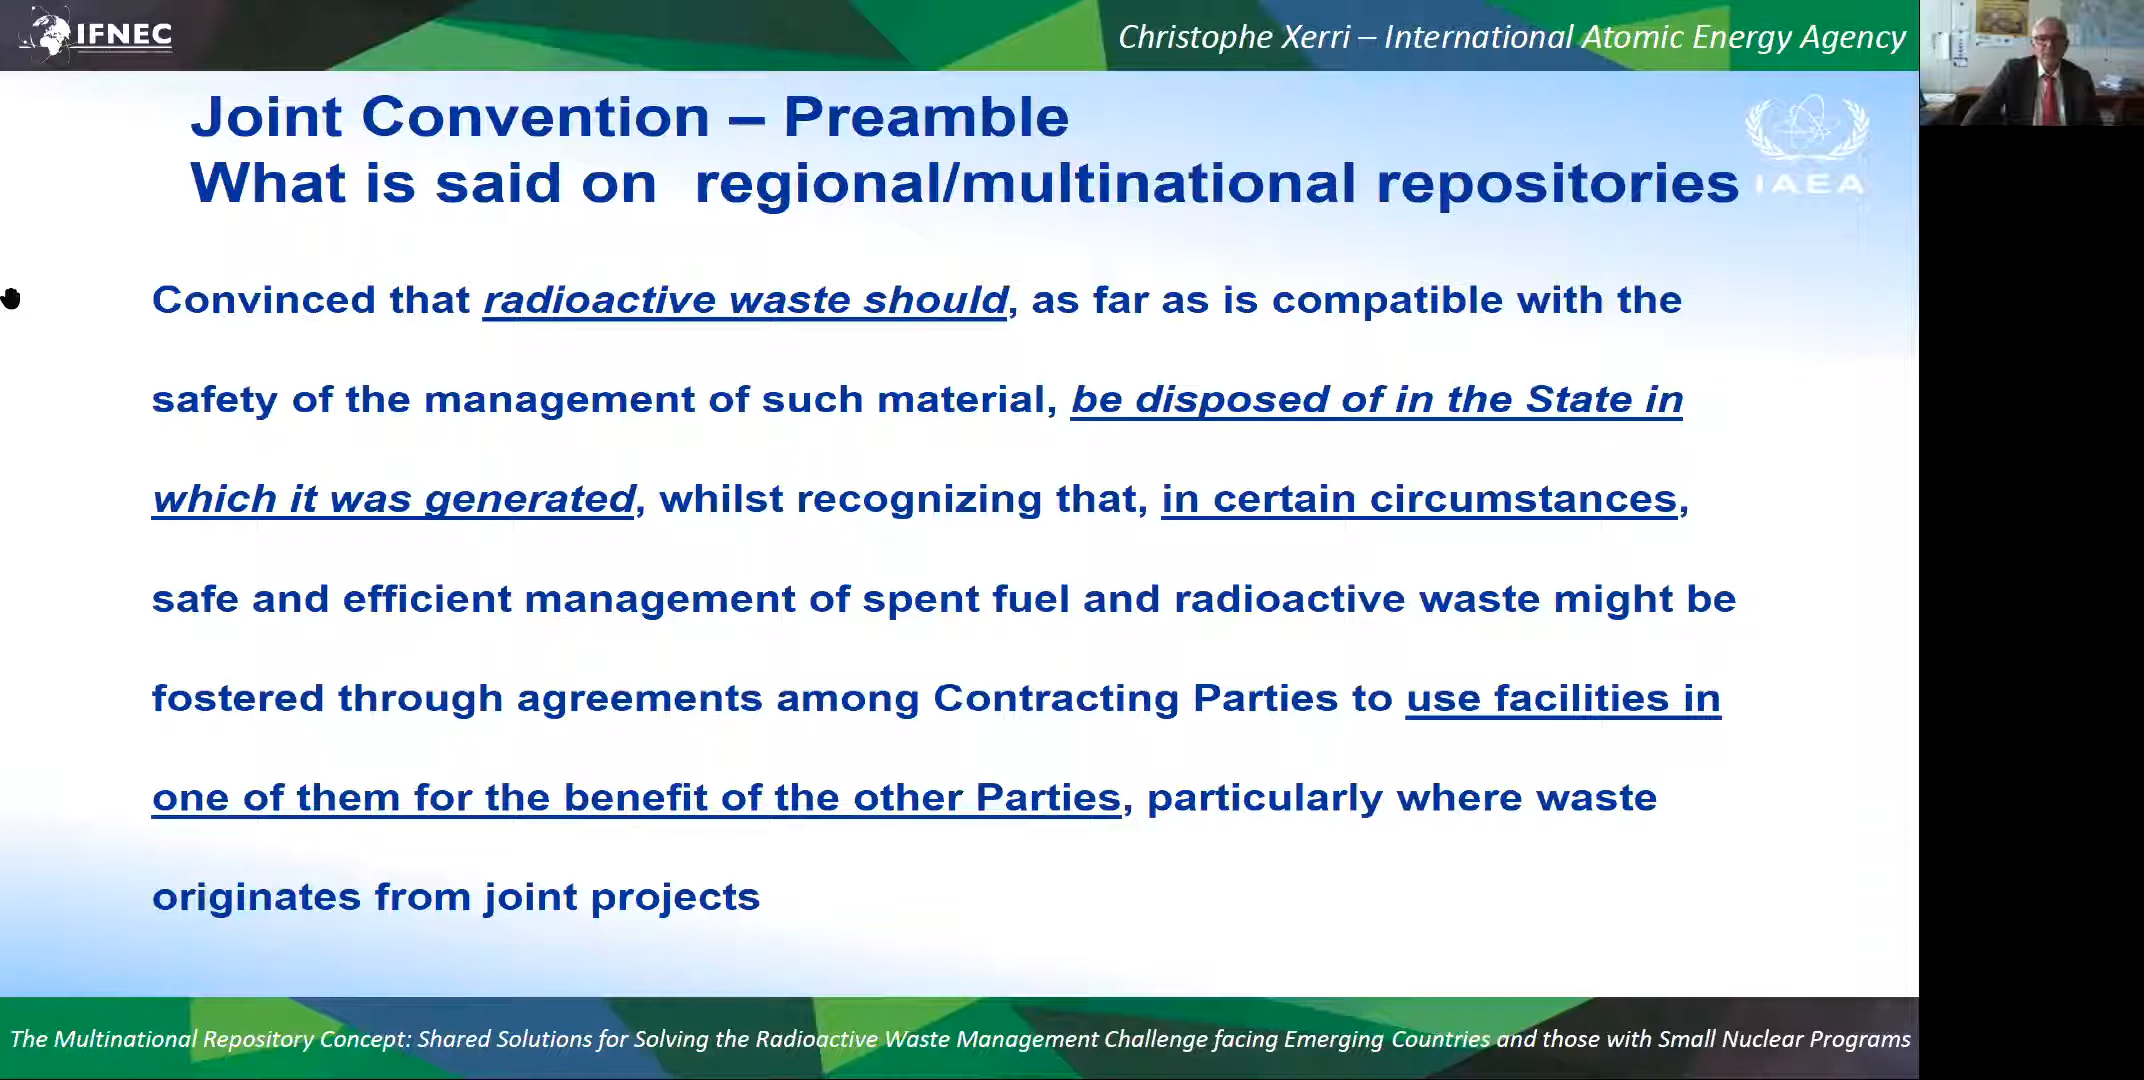 IFNEC
Christophe Xerri – International Atomic Energy Agency
Joint Convention – Preamble
What is said on regional/multinational repositories
IAEA
Convinced that radioactive waste should, as far as is compatible with the
safety of the management of such material, be disposed of in the State in
which it was generated, whilst recognizing that, in certain circumstances,
safe and efficient management of spent fuel and radioactive waste might be
fostered through agreements among Contracting Parties to use facilities in
one of them for the benefit of the other Parties, particularly where waste
originates from joint projects
The Multinational Repository Concept: Shared Solutions for Solving the Radioactive Waste Management Challenge facing Emerging Countries and those with Small Nuclear Programs